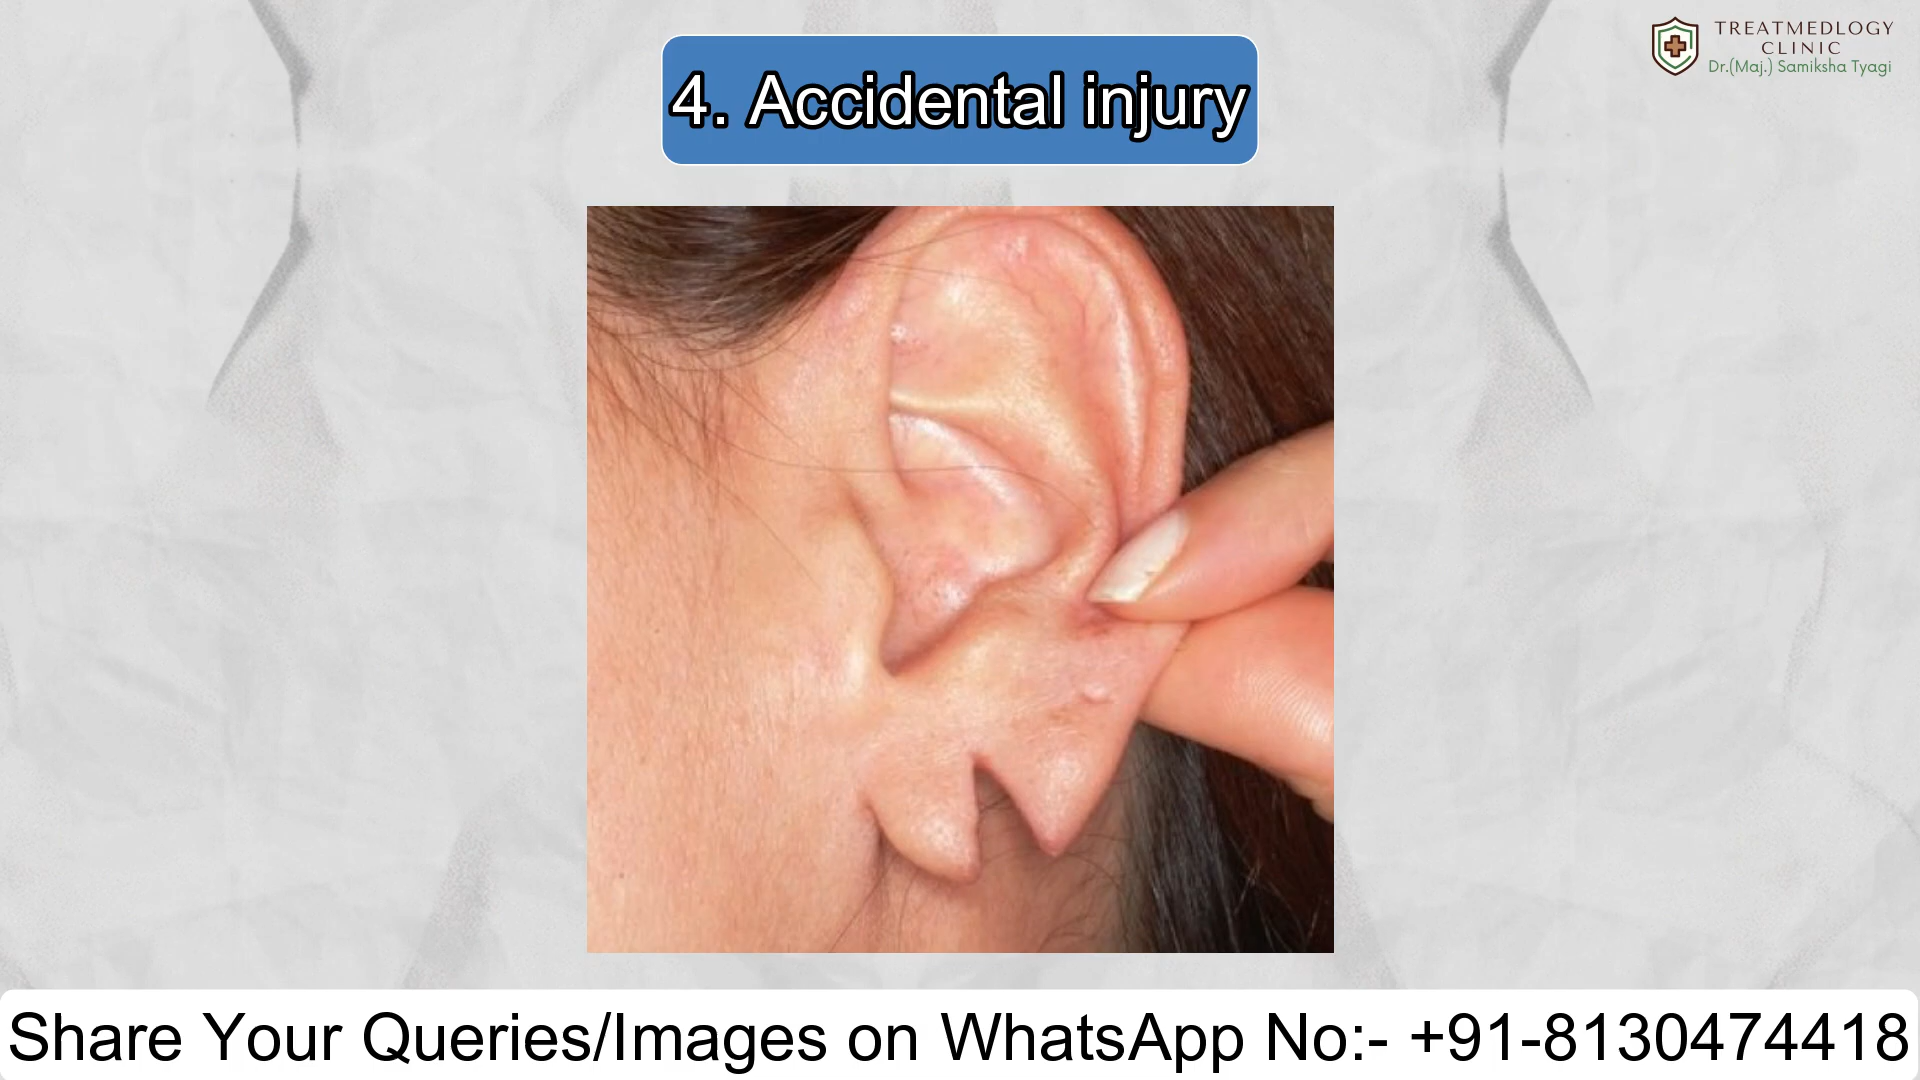 4. Accidental injury
TREATMEDLOGY
CLINIC
Dr.(Maj.) Samiksha Tyagi
Share Your Queries/Images on WhatsApp No:- +91-8130474418